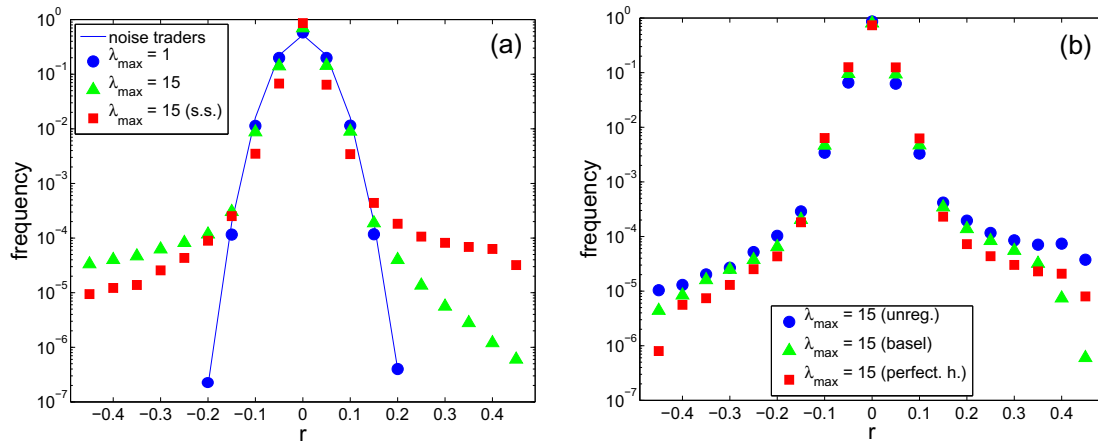 (a)
noise traders
λmax = 1
λmax = 15
λmax = 15 (s.s.)
frequency
10^0
10^−1
10^−2
10^−3
10^−4
10^−5
10^−6
10^−7
−0.4 −0.3 −0.2 −0.1 0 0.1 0.2 0.3 0.4
r
(b)
λmax = 15 (unreg.)
λmax = 15 (basel)
λmax = 15 (perfect. h.)
frequency
10^0
10^−1
10^−2
10^−3
10^−4
10^−5
10^−6
10^−7
−0.4 −0.3 −0.2 −0.1 0 0.1 0.2 0.3 0.4
r